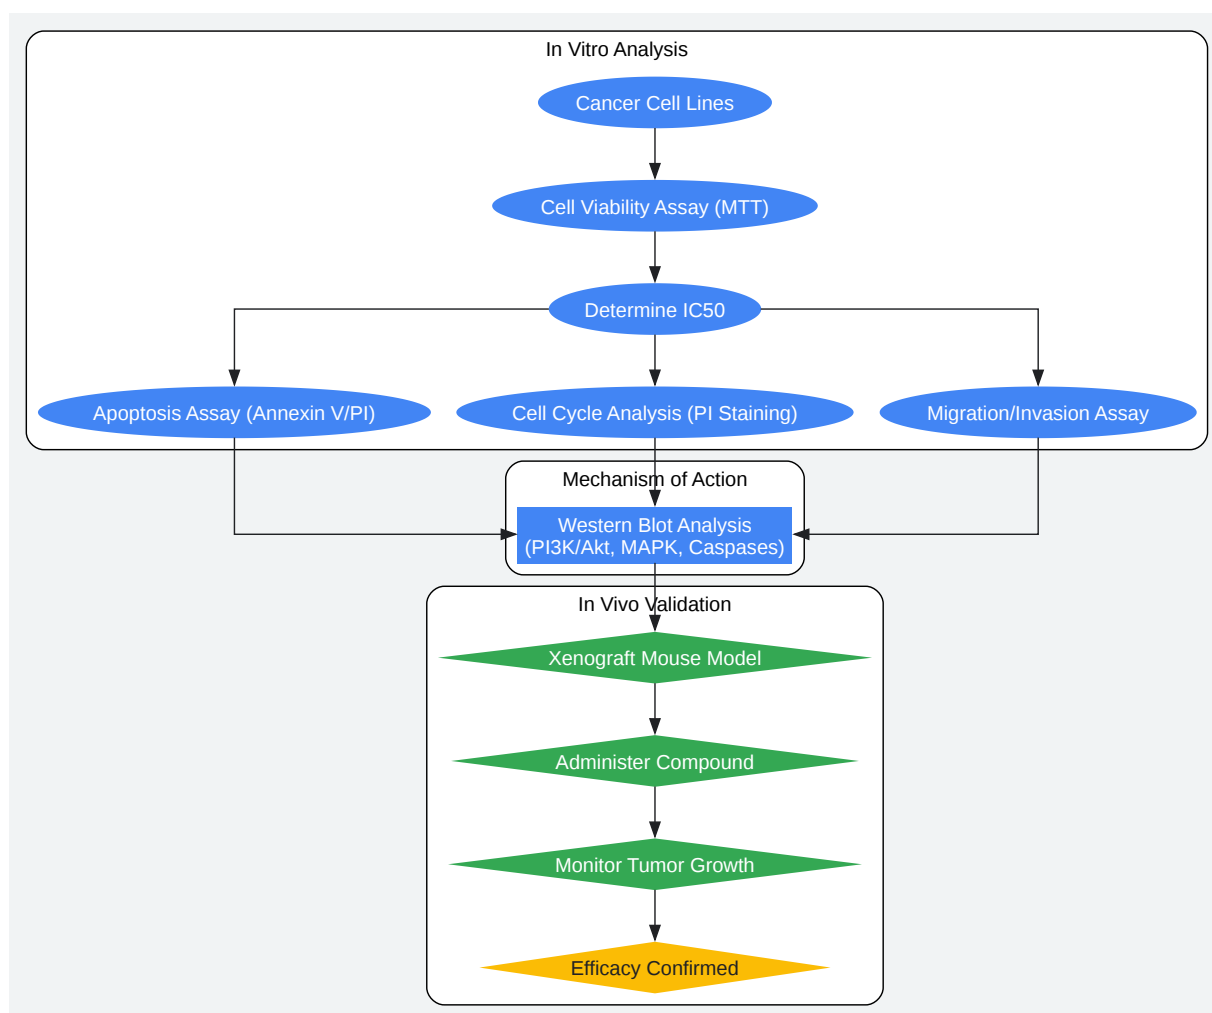 In Vitro Analysis
Cancer Cell Lines
Cell Viability Assay (MTT)
Determine IC50
Apoptosis Assay (Annexin V/PI)
Cell Cycle Analysis (PI Staining)
Migration/Invasion Assay
Mechanism of Action
Western Blot Analysis
(PI3K/Akt, MAPK, Caspases)
In Vivo Validation
Xenograft Mouse Model
Administer Compound
Monitor Tumor Growth
Efficacy Confirmed